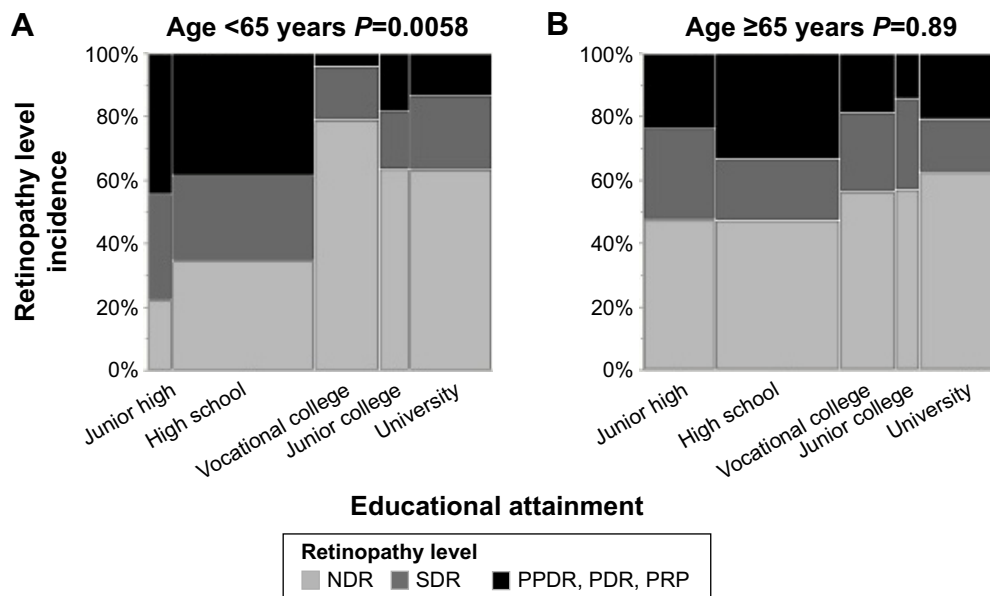 A
Age <65 years P=0.0058
B
Age ≥65 years P=0.89
Retinopathy level
incidence
100%
80%
60%
40%
20%
0%
Junior high
High school
Vocational college
Junior college
University
100%
80%
60%
40%
20%
0%
Junior high
High school
Vocational college
Junior college
University
Educational attainment
Retinopathy level
NDR SDR PPDR, PDR, PRP